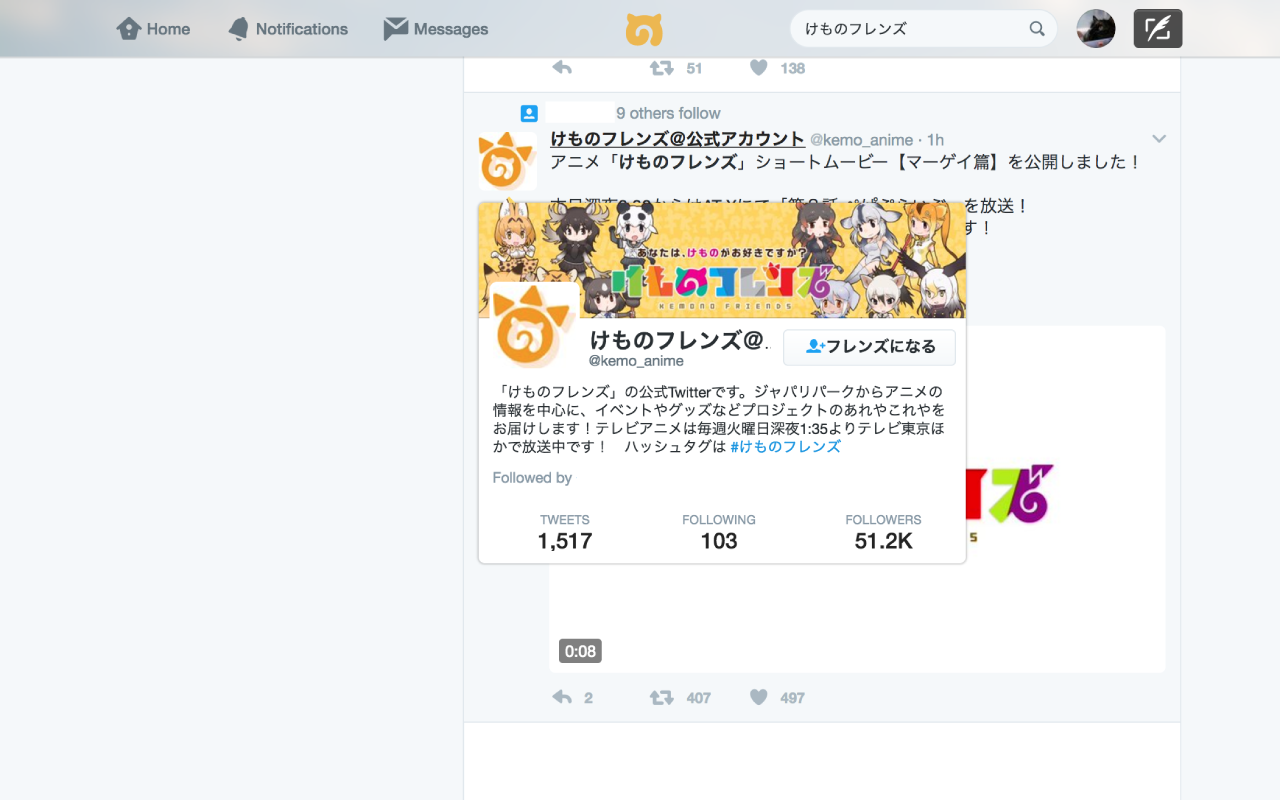 Home
Notifications
Messages
けものフレンズ
51
138
9 others follow
けものフレンズ@公式アカウント @kemo_anime · 1h
アニメ「けものフレンズ」ショートムービー【マーゲイ篇】を公開しました！
を放送！
す！
あなたは、けものがお好きですか？
けものフレンズ
KEMONO FRIENDS
けものフレンズ@...
@kemo_anime
フレンズになる
「けものフレンズ」の公式Twitterです。ジャパリパークからアニメの
情報を中心に、イベントやグッズなどプロジェクトのあれやこれやを
お届けします！テレビアニメは毎週火曜日深夜1:35よりテレビ東京ほ
かで放送中です！　ハッシュタグは #けものフレンズ
Followed by
TWEETS
FOLLOWING
FOLLOWERS
1,517
103
51.2K
ンズ
S
0:08
2
407
497